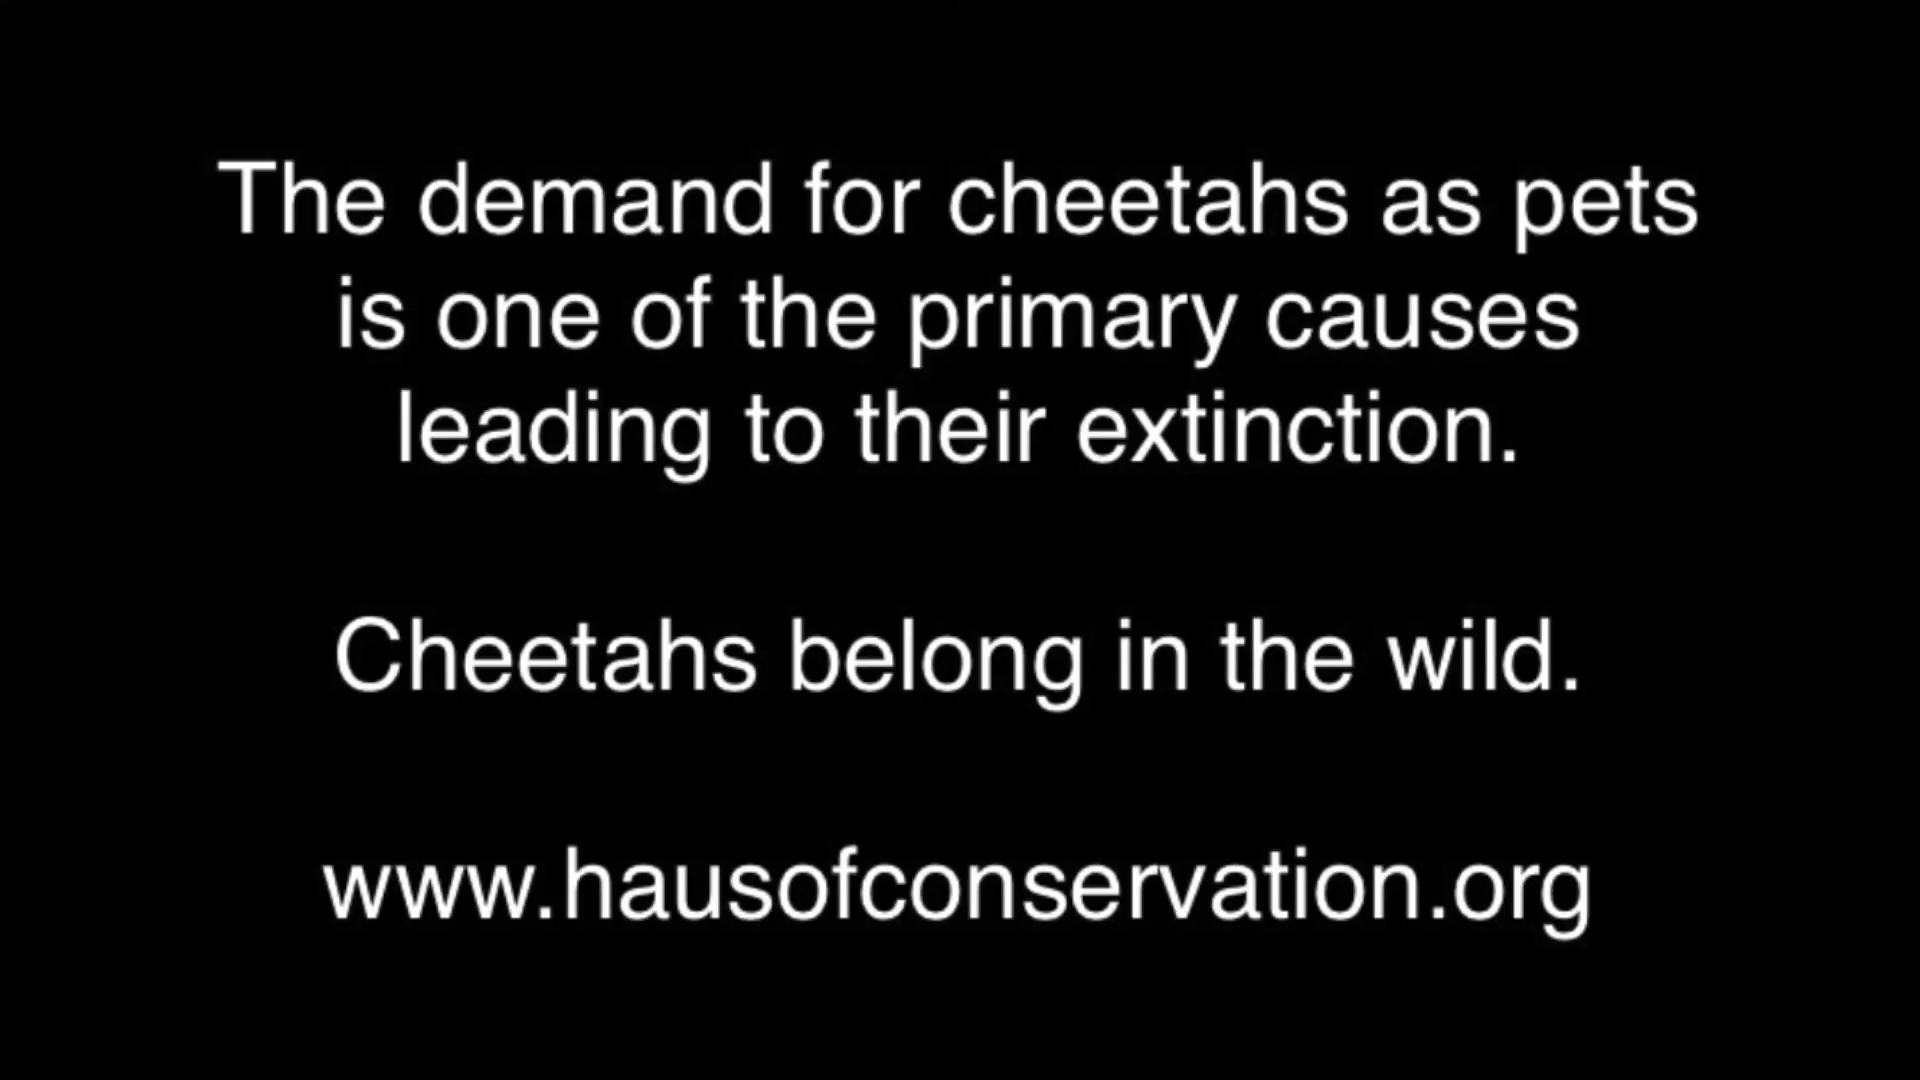 The demand for cheetahs as pets
is one of the primary causes
leading to their extinction.
Cheetahs belong in the wild.
www.hausofconservation.org